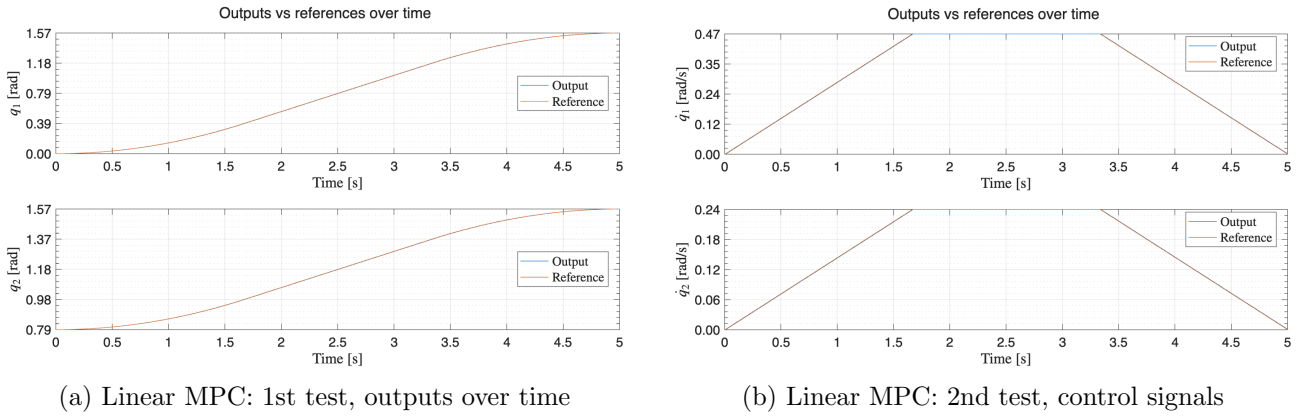 Outputs vs references over time
1.57
1.18
0.79
0.39
0.00
q1 [rad]
Output
Reference
0 0.5 1 1.5 2 2.5 3 3.5 4 4.5 5
Time [s]
1.57
1.37
1.18
0.98
0.79
q2 [rad]
Output
Reference
0 0.5 1 1.5 2 2.5 3 3.5 4 4.5 5
Time [s]
(a) Linear MPC: 1st test, outputs over time
Outputs vs references over time
0.47
0.35
0.24
0.12
0.00
q̇1 [rad/s]
Output
Reference
0 0.5 1 1.5 2 2.5 3 3.5 4 4.5 5
Time [s]
0.24
0.18
0.12
0.06
0.00
q̇2 [rad/s]
Output
Reference
0 0.5 1 1.5 2 2.5 3 3.5 4 4.5 5
Time [s]
(b) Linear MPC: 2nd test, control signals